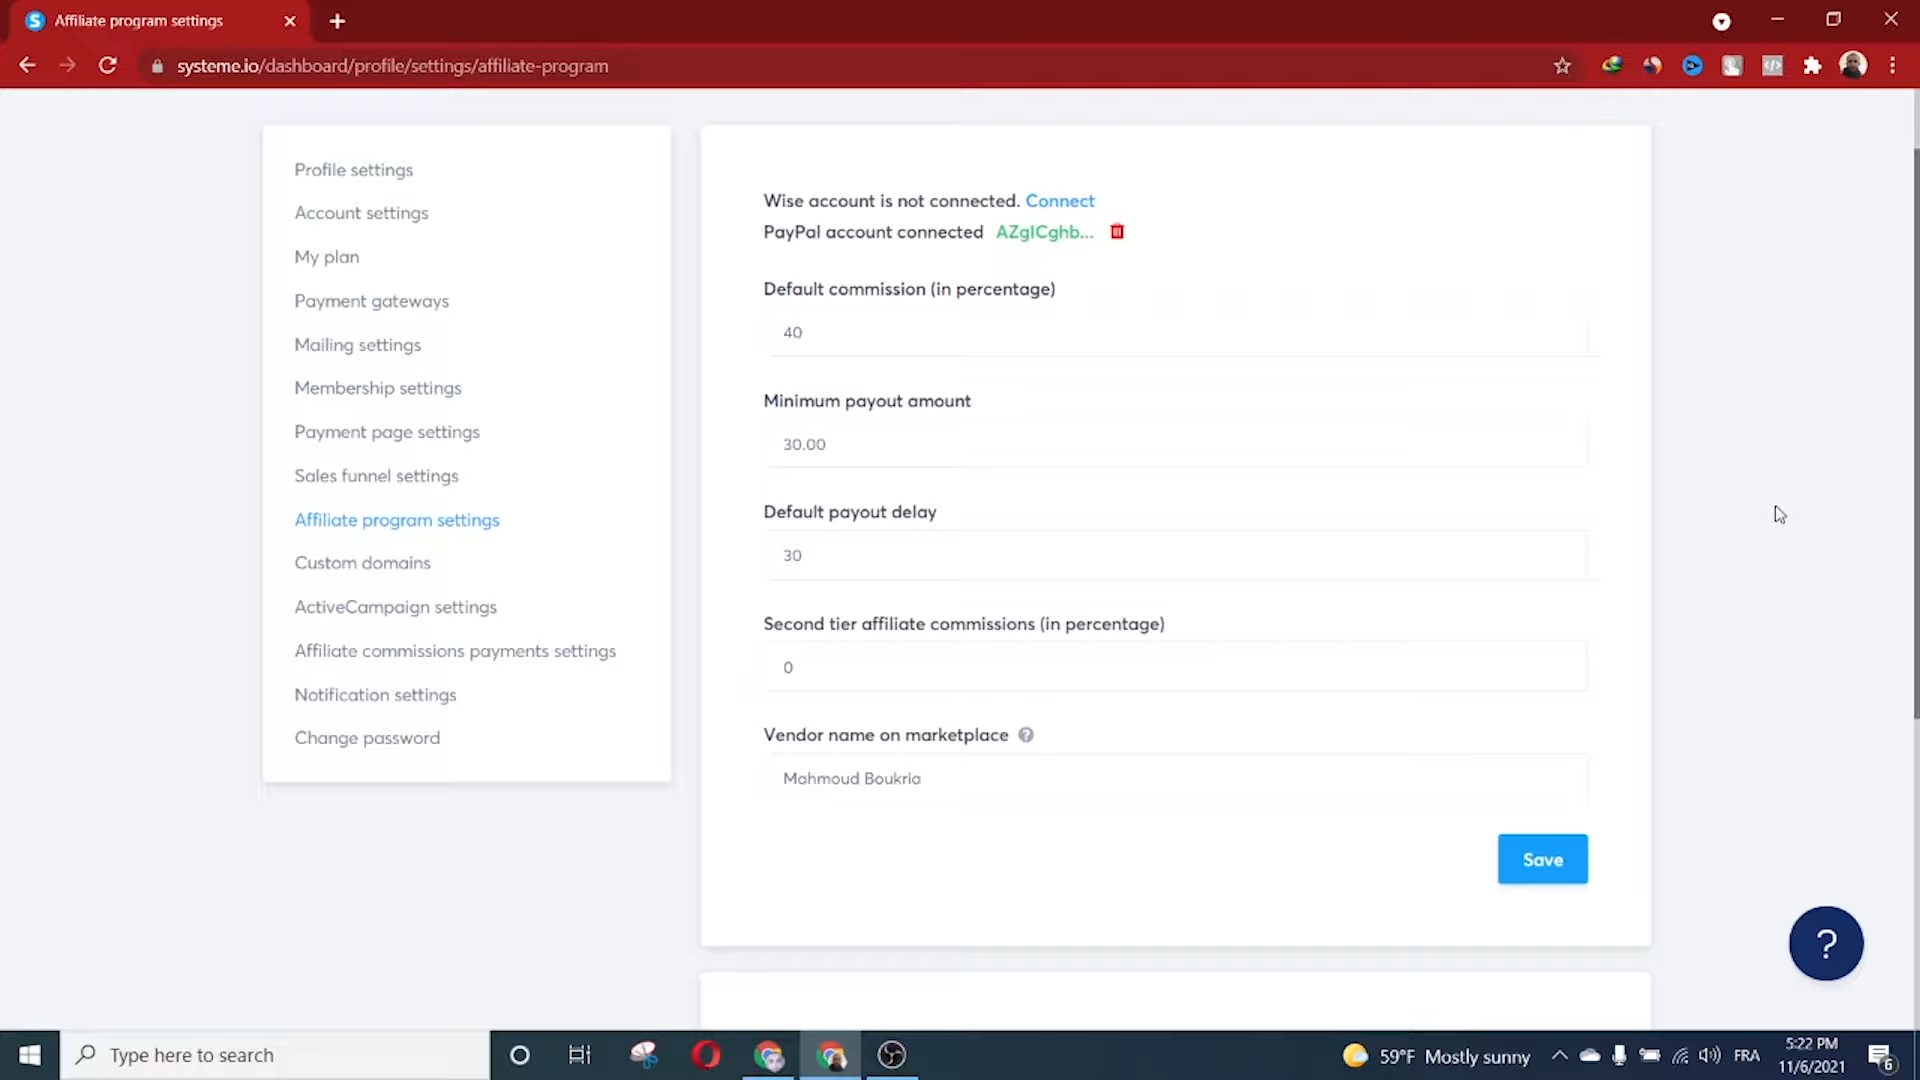 Affiliate program settings
systeme.io/dashboard/profile/settings/affiliate-program
Profile settings
Account settings
My plan
Payment gateways
Mailing settings
Membership settings
Payment page settings
Sales funnel settings
Affiliate program settings
Custom domains
ActiveCampaign settings
Affiliate commissions payments settings
Notification settings
Change password
Wise account is not connected. Connect
PayPal account connected AZgICghb...
Default commission (in percentage)
40
Minimum payout amount
30.00
Default payout delay
30
Second tier affiliate commissions (in percentage)
0
Vendor name on marketplace ?
Mahmoud Boukria
Save
?
Type here to search
59°F Mostly sunny
FRA
5:22 PM
11/6/2021
6